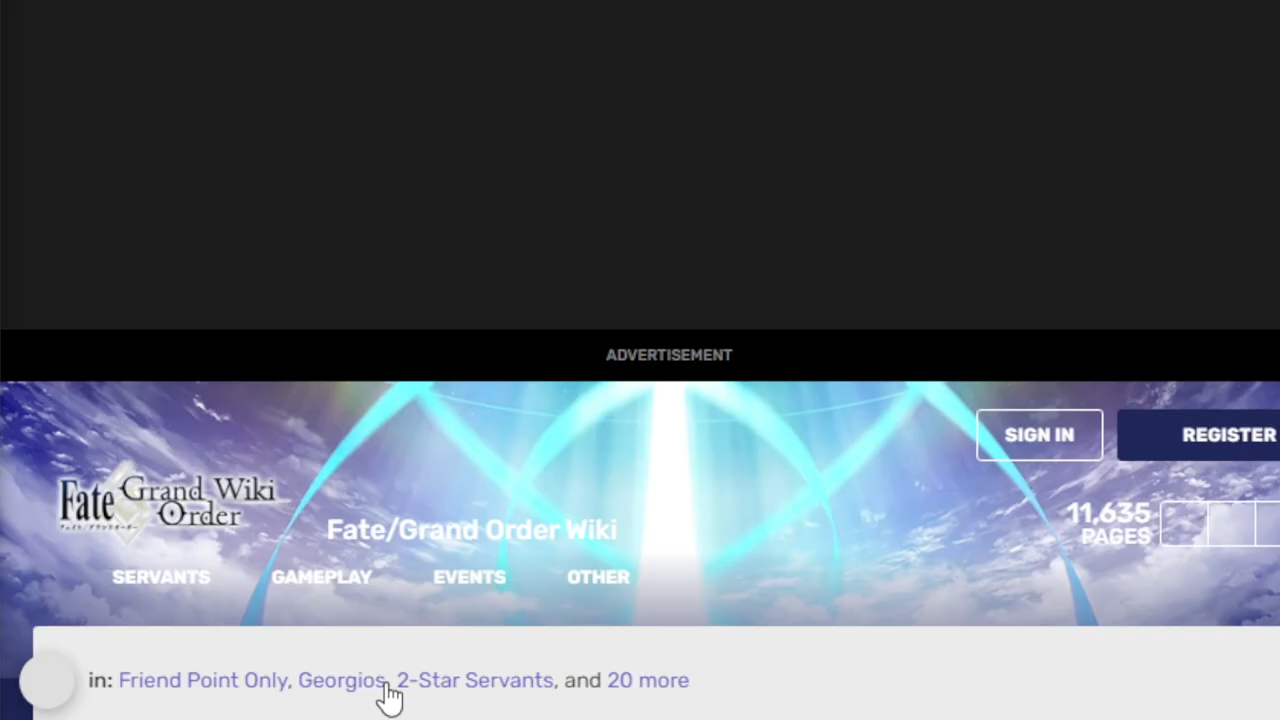 ADVERTISEMENT
SIGN IN
REGISTER
Fate Grand Order Wiki
Fate/Grand Order Wiki
11,635
PAGES
SERVANTS
GAMEPLAY
EVENTS
OTHER
in: Friend Point Only, Georgios, 2-Star Servants, and 20 more